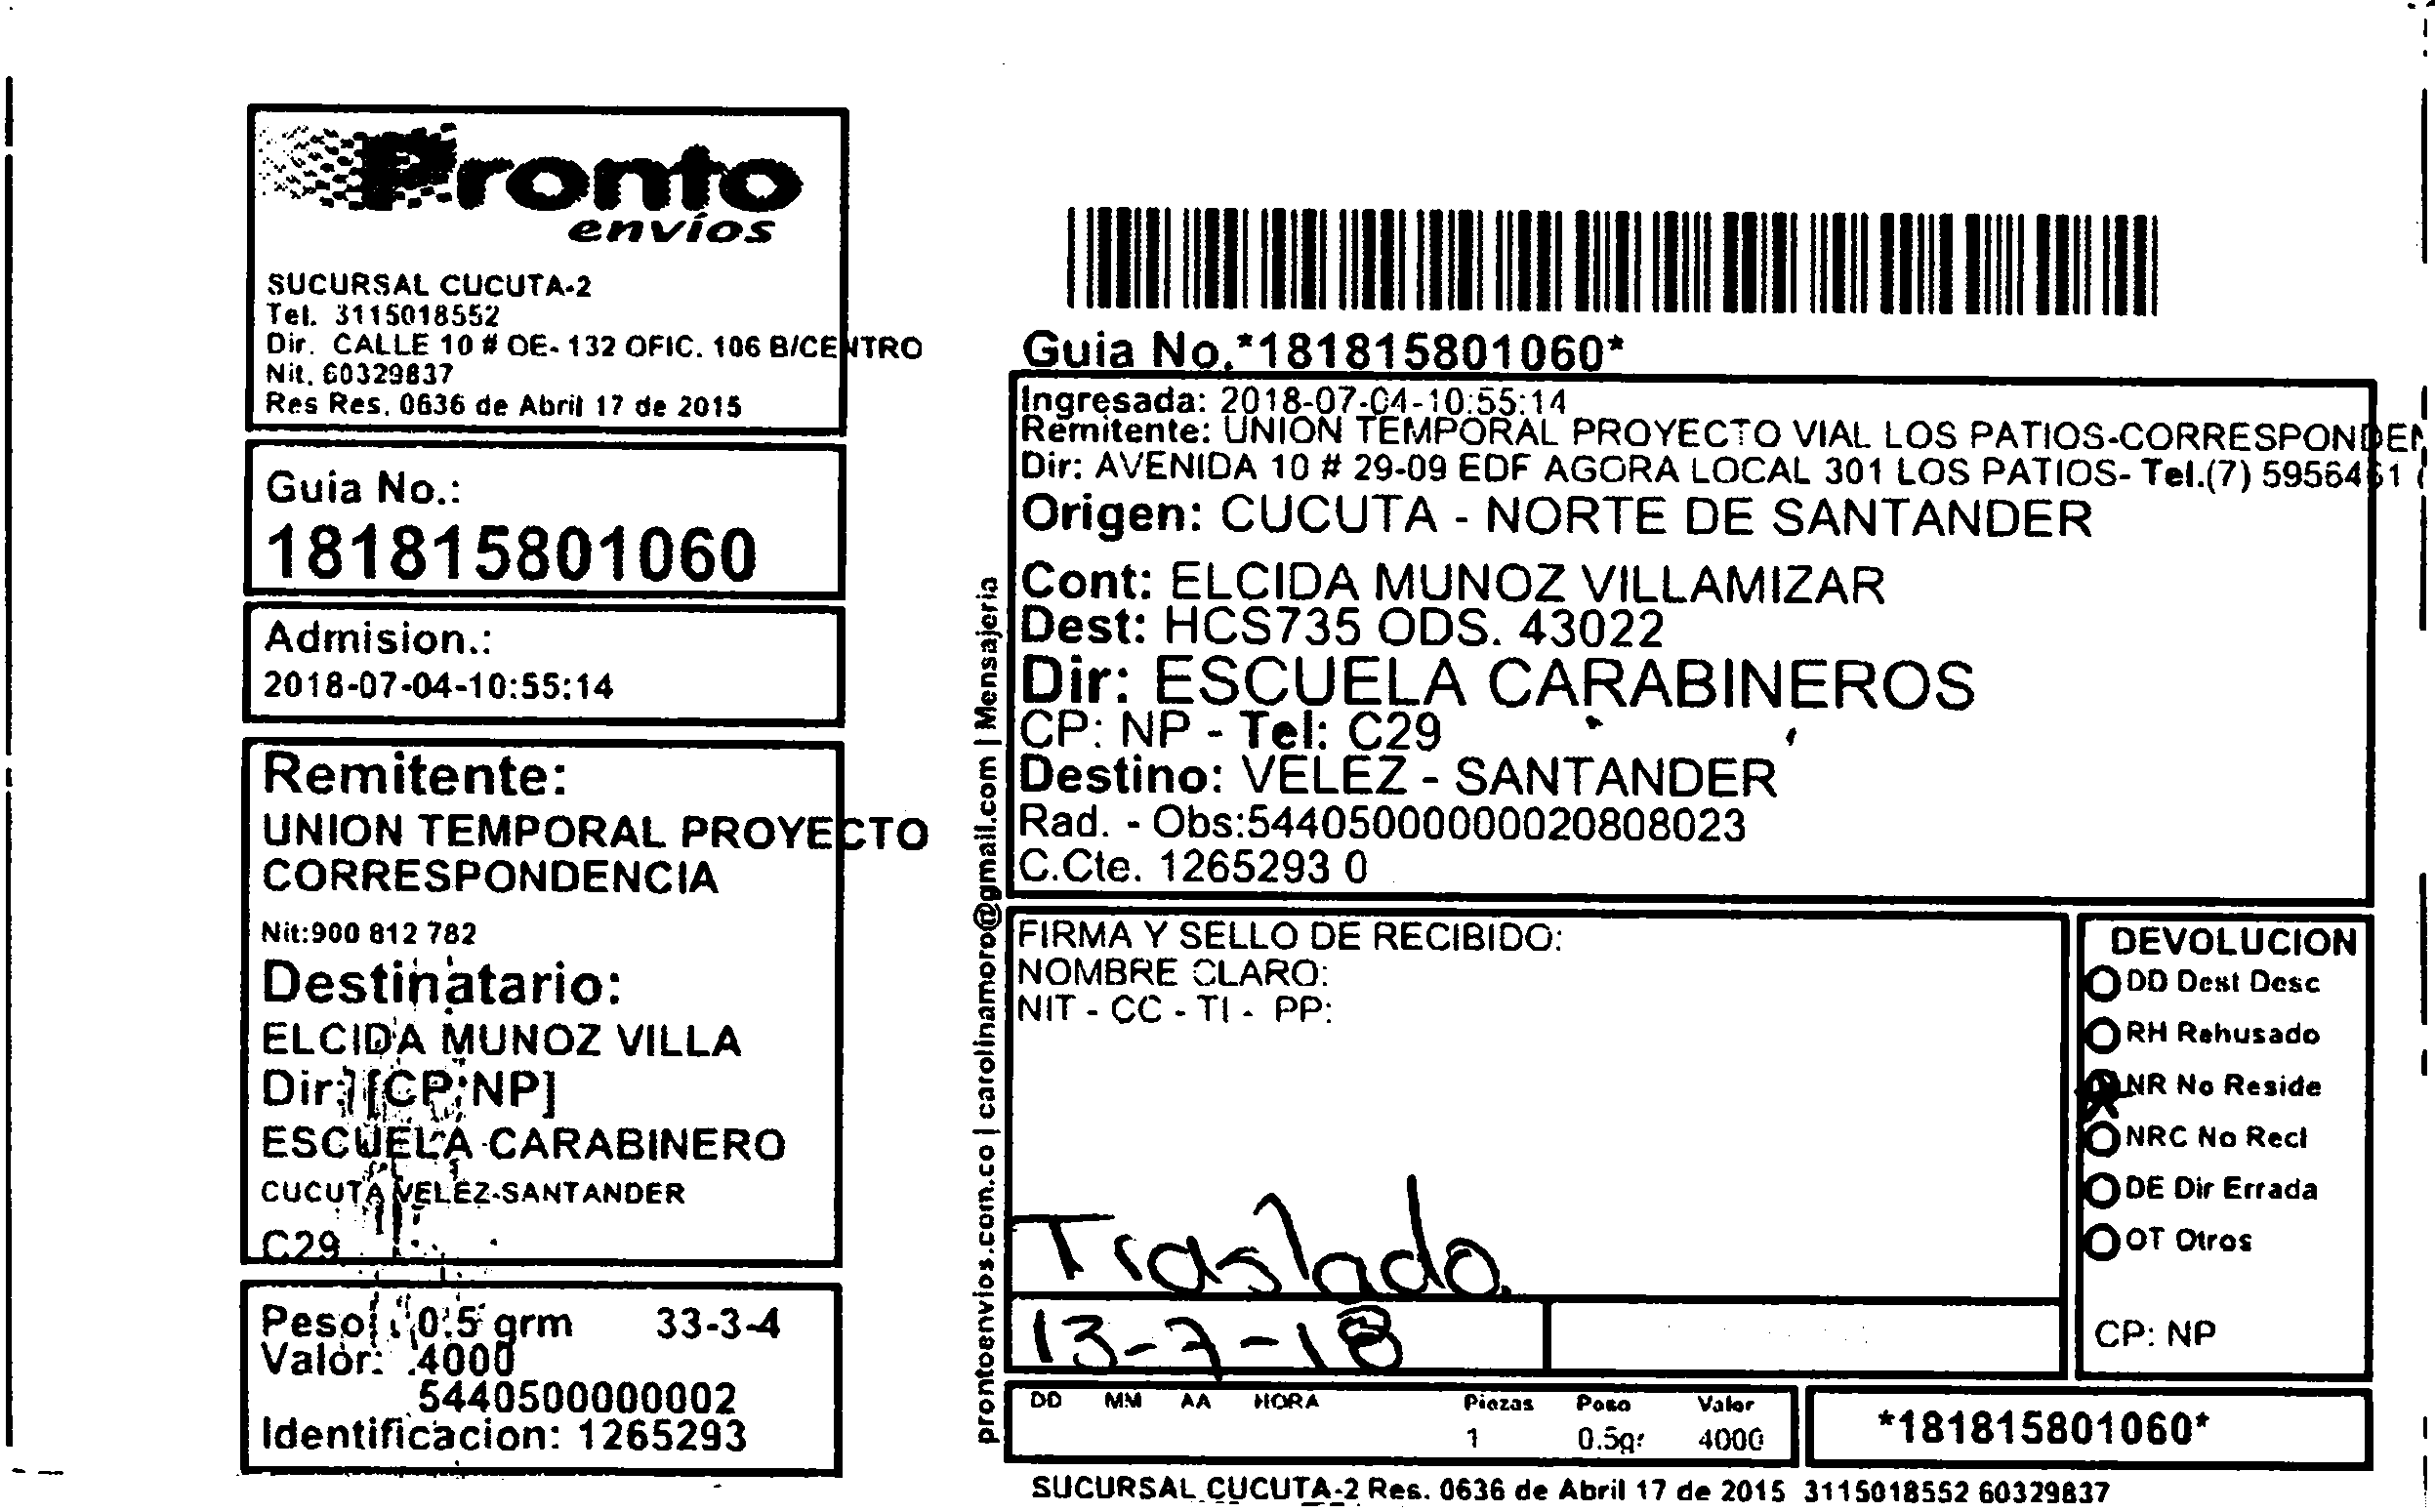 Pronto
envíos
SUCURSAL CUCUTA-2
Tel. 3115018552
Dir. CALLE 10 # OE- 132 OFIC. 106 B/CENTRO
Nit. 60329837
Res Res. 0636 de Abril 17 de 2015
Guia No.:
181815801060
Admision.:
2018-07-04-10:55:14
Remitente:
UNION TEMPORAL PROYECTO
CORRESPONDENCIA
Nit:900 812 782
Destinatario:
ELCIDA MUNOZ VILLA
Dir:] [CP:NP]
ESCUELA CARABINERO
CUCUTA VELEZ-SANTANDER
C29
Peso: 0.5 grm 33-3-4
Valor: 4000
5440500000002
Identificacion: 1265293
prontoenvios.com.co | carolinamoro@gmail.com | Mensajeria
Guia No.*181815801060*
Ingresada: 2018-07-04-10:55:14
Remitente: UNION TEMPORAL PROYECTO VIAL LOS PATIOS-CORRESPONDEN
Dir: AVENIDA 10 # 29-09 EDF AGORA LOCAL 301 LOS PATIOS- Tel.(7) 5956461 (
Origen: CUCUTA - NORTE DE SANTANDER
Cont: ELCIDA MUNOZ VILLAMIZAR
Dest: HCS735 ODS. 43022
Dir: ESCUELA CARABINEROS
CP: NP - Tel: C29
Destino: VELEZ - SANTANDER
Rad. - Obs:544050000000020808023
C.Cte. 1265293 0
FIRMA Y SELLO DE RECIBIDO:
NOMBRE CLARO:
NIT - CC - TI - PP:
Traslado.
13-7-18
DD MM AA HORA Piezas Peso Valor
1 0.5gr 4000
DEVOLUCION
DD Dest Desc
RH Rehusado
NR No Reside
NRC No Recl
DE Dir Errada
OT Otros
CP: NP
*181815801060*
SUCURSAL CUCUTA-2 Res. 0636 de Abril 17 de 2015 3115018552 60329837